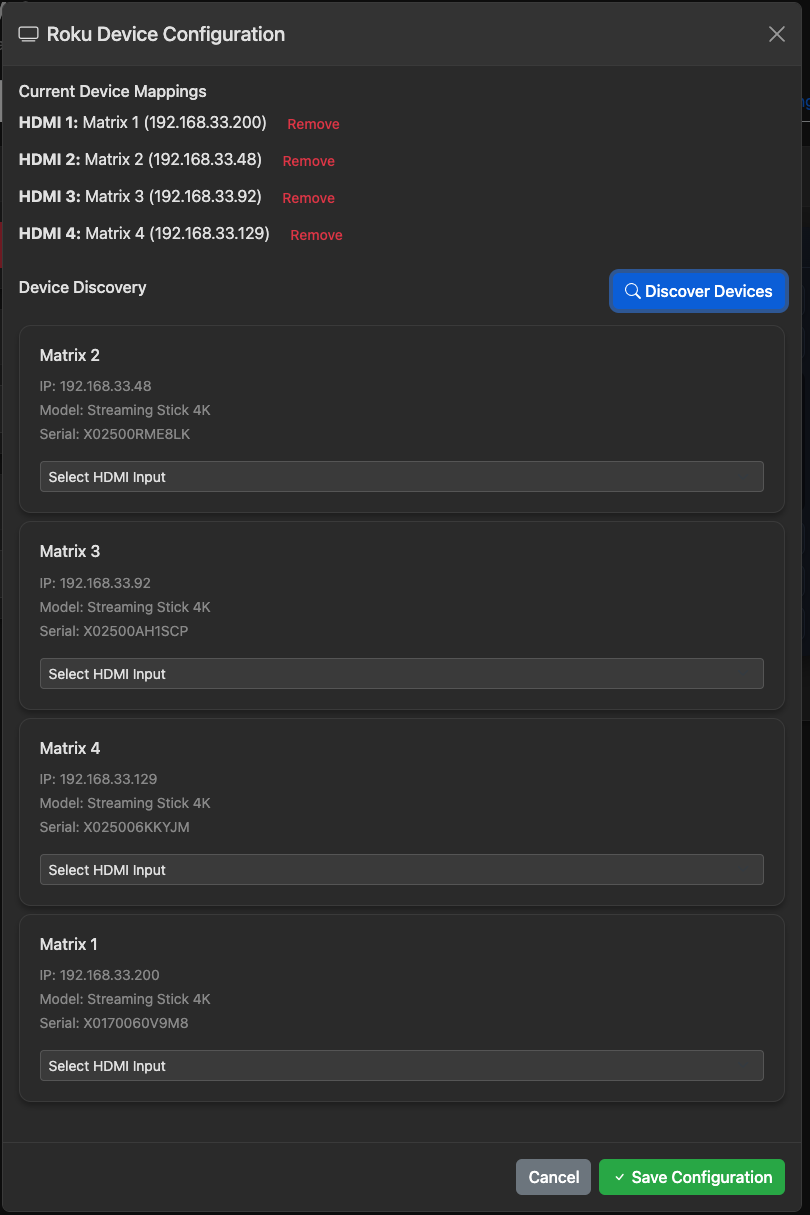 Roku Device Configuration
Current Device Mappings
HDMI 1: Matrix 1 (192.168.33.200) Remove
HDMI 2: Matrix 2 (192.168.33.48) Remove
HDMI 3: Matrix 3 (192.168.33.92) Remove
HDMI 4: Matrix 4 (192.168.33.129) Remove
Device Discovery
Discover Devices
Matrix 2
IP: 192.168.33.48
Model: Streaming Stick 4K
Serial: X02500RME8LK
Select HDMI Input
Matrix 3
IP: 192.168.33.92
Model: Streaming Stick 4K
Serial: X02500AH1SCP
Select HDMI Input
Matrix 4
IP: 192.168.33.129
Model: Streaming Stick 4K
Serial: X025006KKYJM
Select HDMI Input
Matrix 1
IP: 192.168.33.200
Model: Streaming Stick 4K
Serial: X0170060V9M8
Select HDMI Input
Cancel
Save Configuration